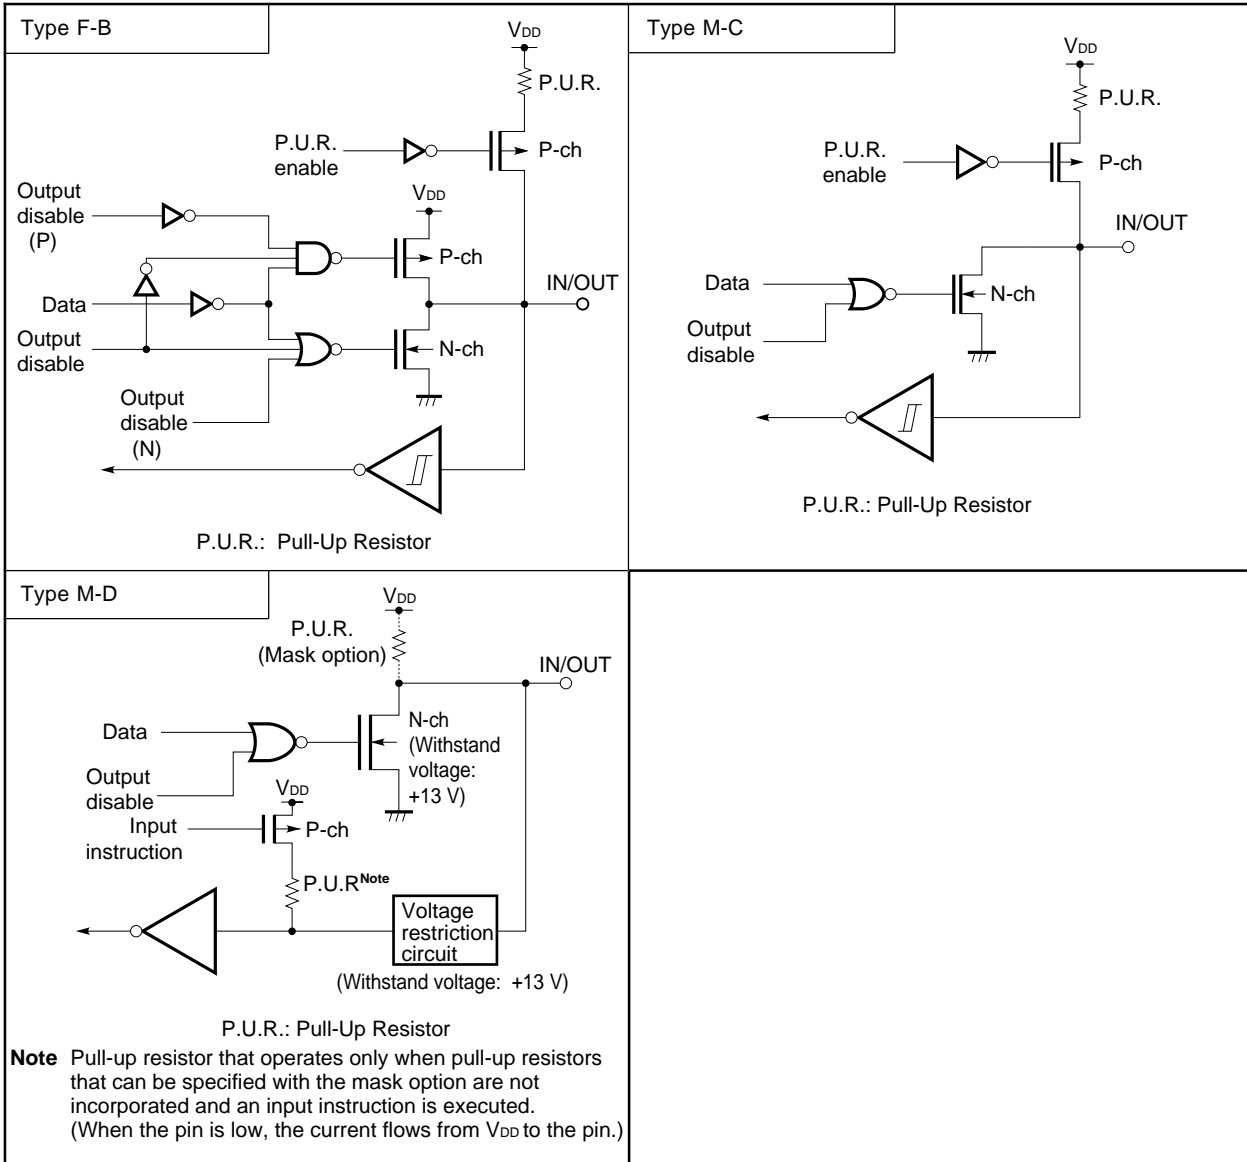 Type F-B
VDD
P.U.R.
P.U.R.
enable
P-ch
Output
disable
(P)
VDD
P-ch
IN/OUT
Data
Output
disable
N-ch
Output
disable
(N)
P.U.R.: Pull-Up Resistor
Type M-C
VDD
P.U.R.
P.U.R.
enable
P-ch
IN/OUT
Data
N-ch
Output
disable
P.U.R.: Pull-Up Resistor
Type M-D
VDD
P.U.R.
(Mask option)
IN/OUT
Data
N-ch
(Withstand
voltage:
+13 V)
Output
disable
VDD
Input
instruction
P-ch
P.U.RNote
Voltage
restriction
circuit
(Withstand voltage: +13 V)
P.U.R.: Pull-Up Resistor
Note Pull-up resistor that operates only when pull-up resistors
that can be specified with the mask option are not
incorporated and an input instruction is executed.
(When the pin is low, the current flows from VDD to the pin.)